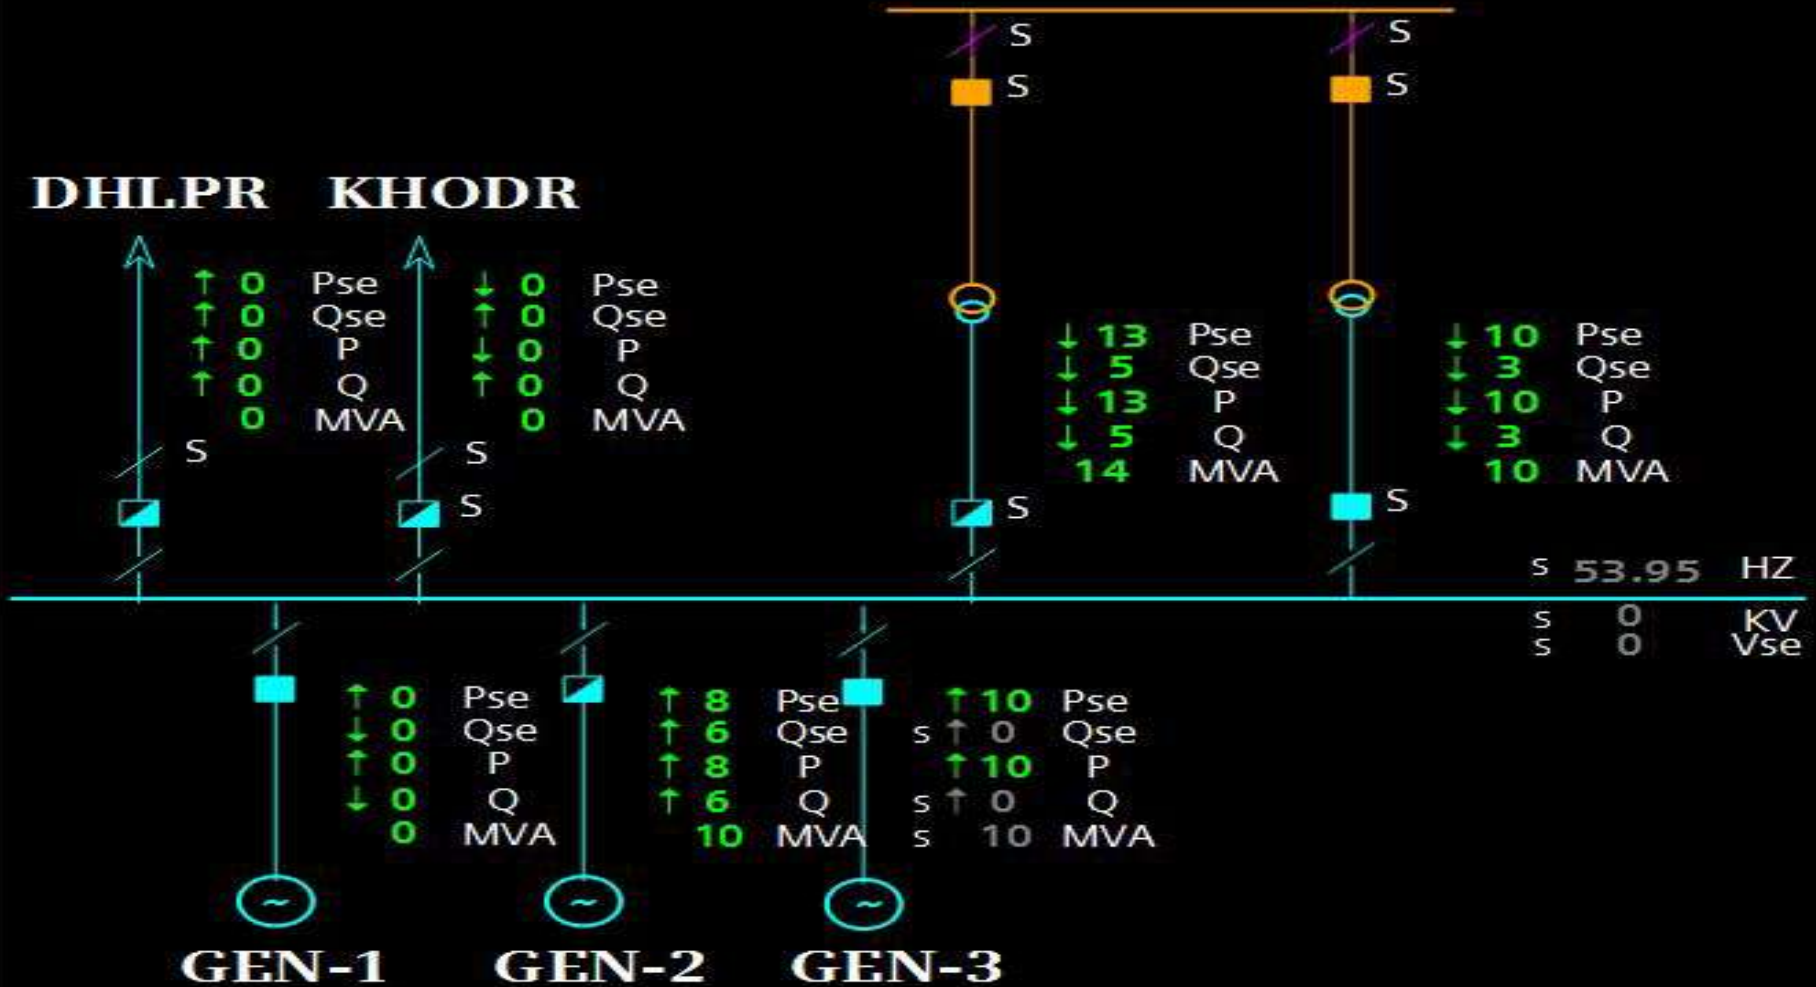 S S
S S
DHLPR KHODR
↑ 0 Pse ↓ 0 Pse
↑ 0 Qse ↑ 0 Qse
↑ 0 P ↓ 0 P
↑ 0 Q ↑ 0 Q
0 MVA 0 MVA
↓ 13 Pse ↓ 10 Pse
↓ 5 Qse ↓ 3 Qse
↓ 13 P ↓ 10 P
↓ 5 Q ↓ 3 Q
14 MVA 10 MVA
S S
S S S
S 53.95 HZ
S 0 KV
S 0 Vse
↑ 0 Pse ↑ 8 Pse ↑ 10 Pse
↓ 0 Qse ↑ 6 Qse S ↑ 0 Qse
↑ 0 P ↑ 8 P ↑ 10 P
↓ 0 Q ↑ 6 Q S ↑ 0 Q
0 MVA 10 MVA S 10 MVA
~ ~ ~
GEN-1 GEN-2 GEN-3